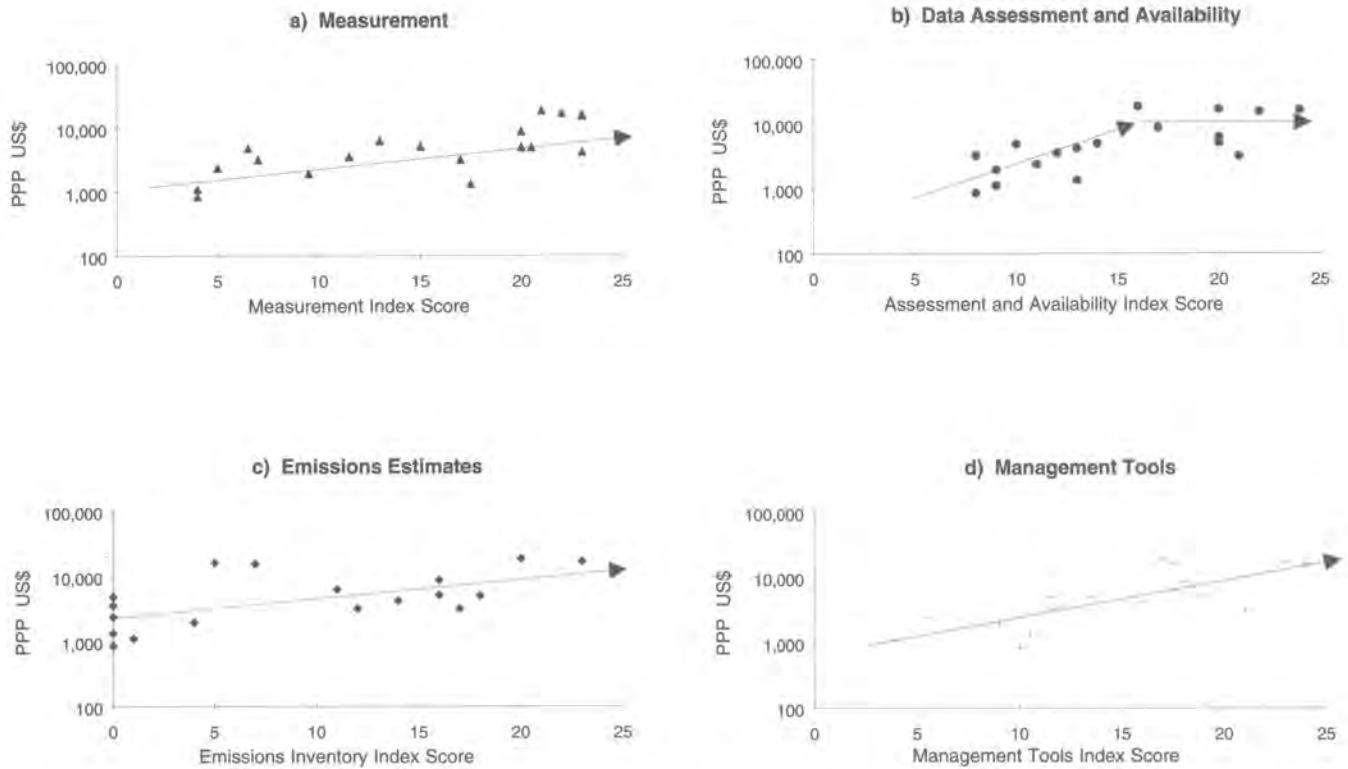 a) Measurement
100,000
10,000
1,000
100
PPP US$
0 5 10 15 20 25
Measurement Index Score
b) Data Assessment and Availability
100,000
10,000
1,000
100
PPP US$
0 5 10 15 20 25
Assessment and Availability Index Score
c) Emissions Estimates
100,000
10,000
1,000
100
PPP US$
0 5 10 15 20 25
Emissions Inventory Index Score
d) Management Tools
100,000
10,000
1,000
100
PPP US$
0 5 10 15 20 25
Management Tools Index Score